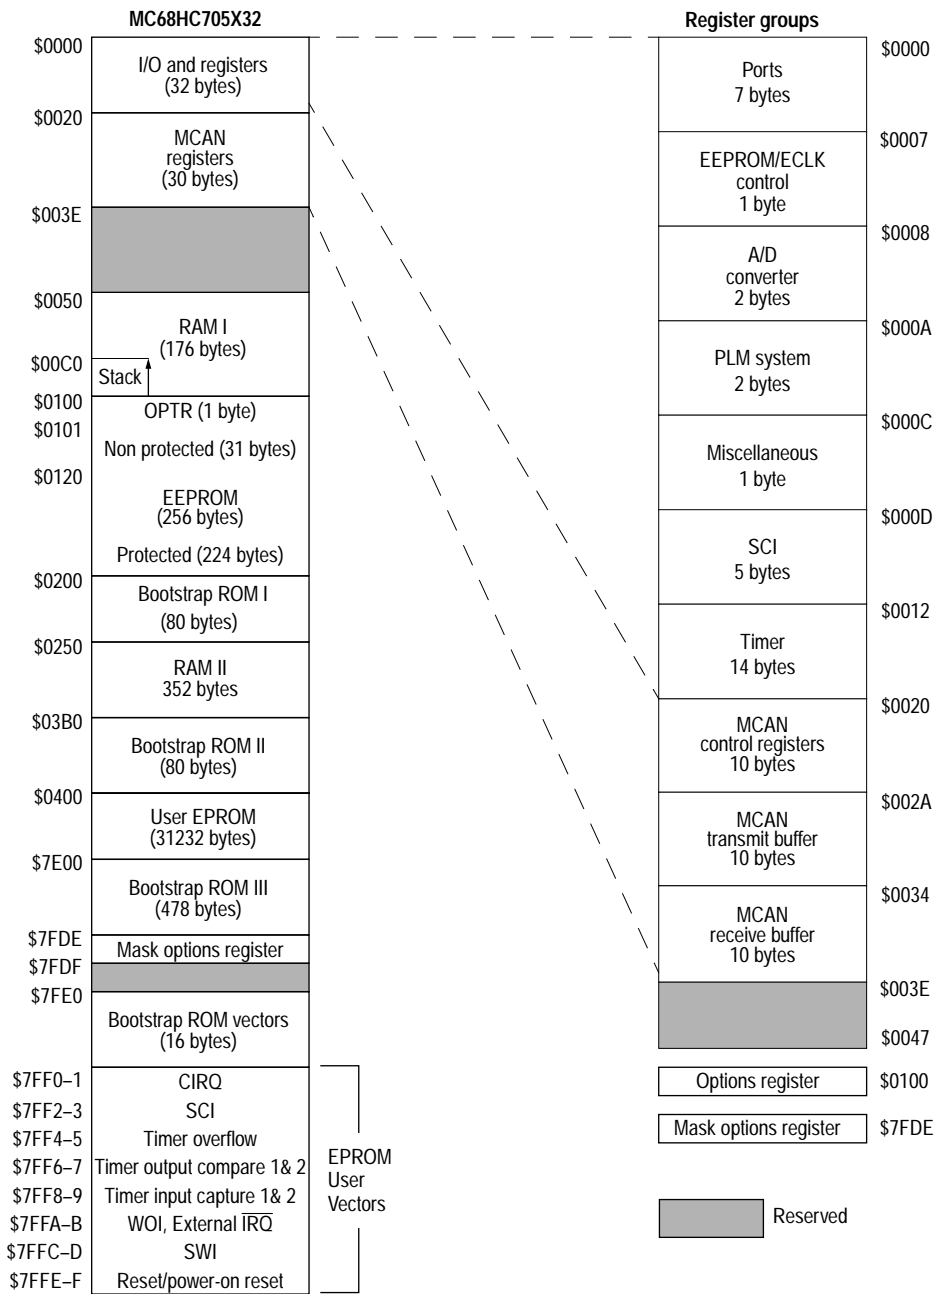 MC68HC705X32
$0000
I/O and registers
(32 bytes)
$0020
MCAN
registers
(30 bytes)
$003E
$0050
RAM I
(176 bytes)
$00C0
Stack
$0100
OPTR (1 byte)
$0101
Non protected (31 bytes)
$0120
EEPROM
(256 bytes)
Protected (224 bytes)
$0200
Bootstrap ROM I
(80 bytes)
$0250
RAM II
352 bytes
$03B0
Bootstrap ROM II
(80 bytes)
$0400
User EPROM
(31232 bytes)
$7E00
Bootstrap ROM III
(478 bytes)
$7FDE
Mask options register
$7FDF
$7FE0
Bootstrap ROM vectors
(16 bytes)
$7FF0–1 CIRQ
$7FF2–3 SCI
$7FF4–5 Timer overflow
$7FF6–7 Timer output compare 1& 2
$7FF8–9 Timer input capture 1& 2
$7FFA–B WOI, External IRQ
$7FFC–D SWI
$7FFE–F Reset/power-on reset
EPROM
User
Vectors
Register groups
$0000
Ports
7 bytes
$0007
EEPROM/ECLK
control
1 byte
$0008
A/D
converter
2 bytes
$000A
PLM system
2 bytes
$000C
Miscellaneous
1 byte
$000D
SCI
5 bytes
$0012
Timer
14 bytes
$0020
MCAN
control registers
10 bytes
$002A
MCAN
transmit buffer
10 bytes
$0034
MCAN
receive buffer
10 bytes
$003E
$0047
Options register $0100
Mask options register $7FDE
Reserved